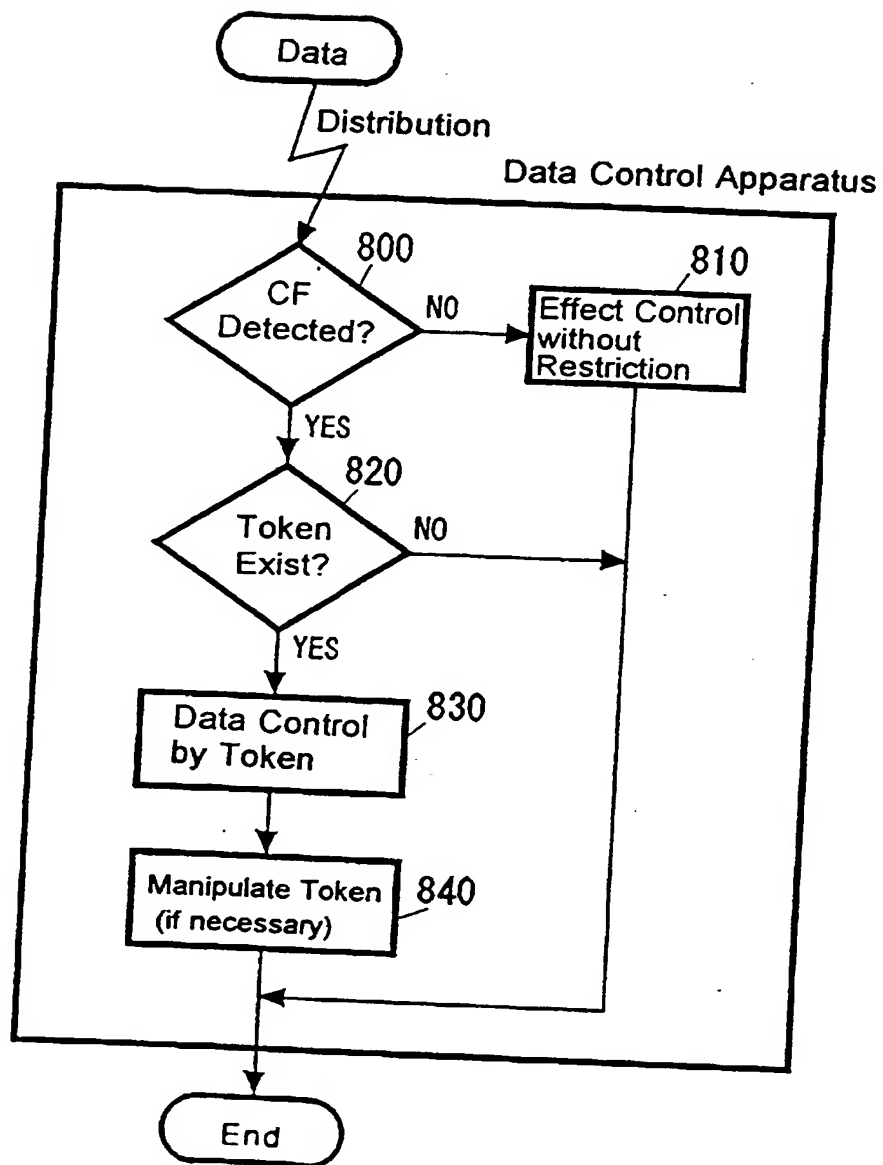 Data
Distribution
Data Control Apparatus
800
CF
Detected?
NO
810
Effect Control
without
Restriction
YES
820
Token
Exist?
NO
YES
Data Control
by Token
830
Manipulate Token
(if necessary)
840
End